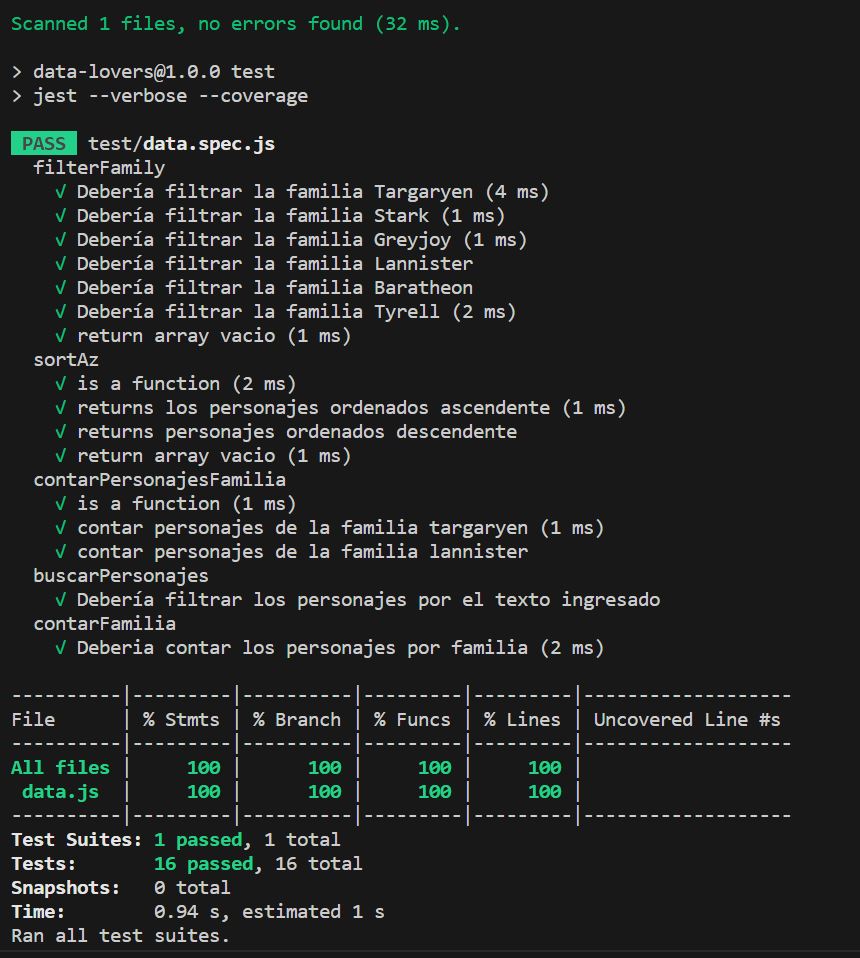 Scanned 1 files, no errors found (32 ms).
> data-lovers@1.0.0 test
> jest --verbose --coverage
PASS test/data.spec.js
filterFamily
√ Debería filtrar la familia Targaryen (4 ms)
√ Debería filtrar la familia Stark (1 ms)
√ Debería filtrar la familia Greyjoy (1 ms)
√ Debería filtrar la familia Lannister
√ Debería filtrar la familia Baratheon
√ Debería filtrar la familia Tyrell (2 ms)
√ return array vacio (1 ms)
sortAz
√ is a function (2 ms)
√ returns los personajes ordenados ascendente (1 ms)
√ returns personajes ordenados descendente
√ return array vacio (1 ms)
contarPersonajesFamilia
√ is a function (1 ms)
√ contar personajes de la familia targaryen (1 ms)
√ contar personajes de la familia lannister
buscarPersonajes
√ Debería filtrar los personajes por el texto ingresado
contarFamilia
√ Deberia contar los personajes por familia (2 ms)
----------|---------|----------|---------|---------|-------------------
File      | % Stmts | % Branch | % Funcs | % Lines | Uncovered Line #s
----------|---------|----------|---------|---------|-------------------
All files |     100 |      100 |     100 |     100 |
 data.js  |     100 |      100 |     100 |     100 |
----------|---------|----------|---------|---------|-------------------
Test Suites: 1 passed, 1 total
Tests:       16 passed, 16 total
Snapshots:   0 total
Time:        0.94 s, estimated 1 s
Ran all test suites.